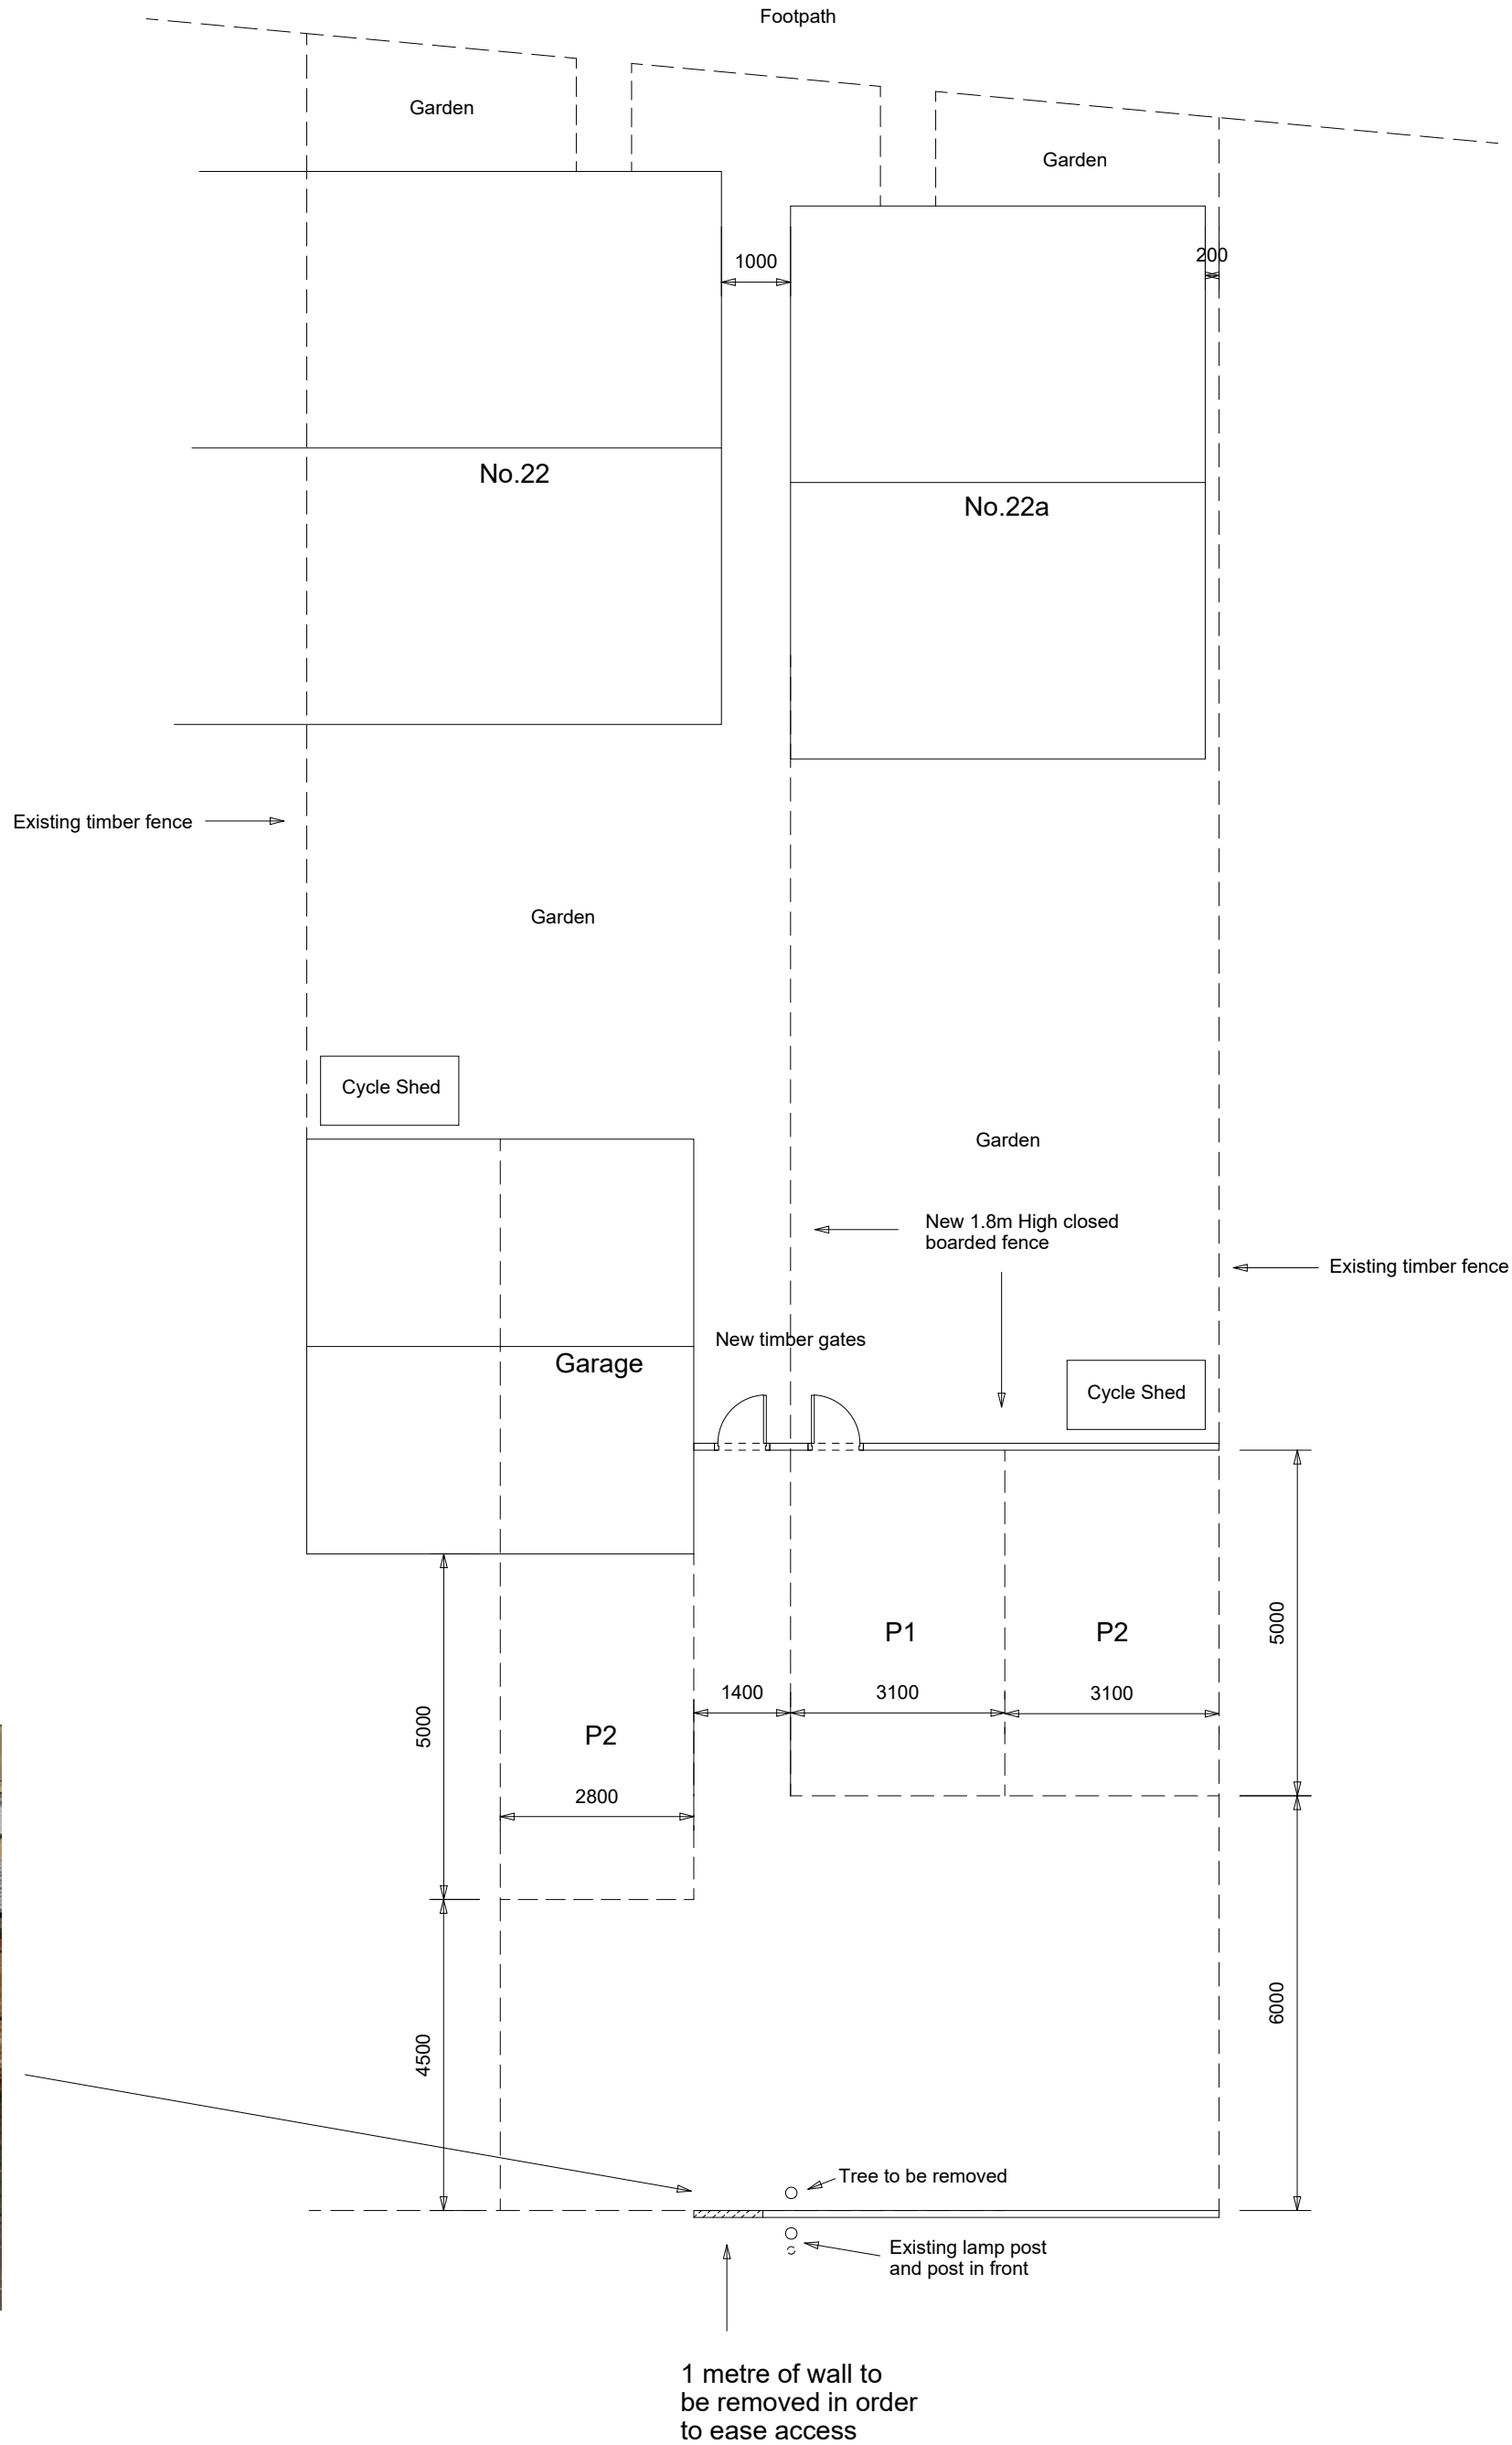 Footpath
Garden
Garden
1000
200
No.22
No.22a
Existing timber fence
Garden
Cycle Shed
Garden
New 1.8m High closed
boarded fence
Existing timber fence
New timber gates
Garage
Cycle Shed
P1
P2
5000
1400
3100
3100
5000
P2
2800
6000
4500
Tree to be removed
Existing lamp post
and post in front
1 metre of wall to
be removed in order
to ease access